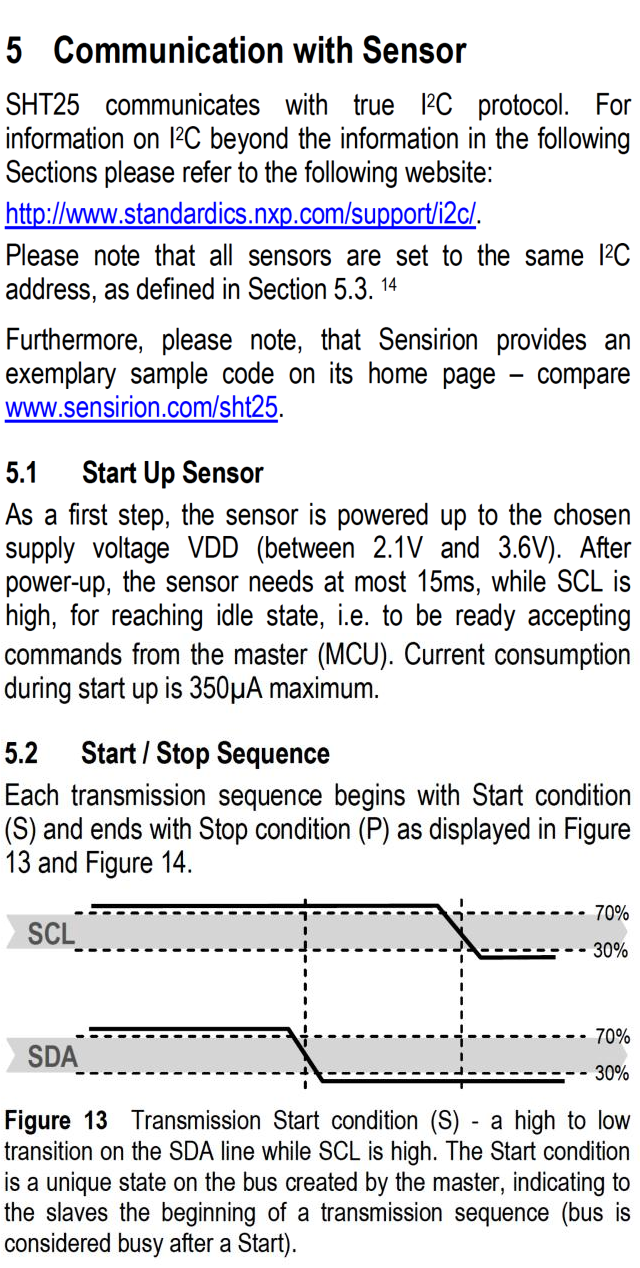 5 Communication with Sensor
SHT25 communicates with true I²C protocol. For
information on I²C beyond the information in the following
Sections please refer to the following website:
http://www.standardics.nxp.com/support/i2c/.
Please note that all sensors are set to the same I²C
address, as defined in Section 5.3. ¹⁴
Furthermore, please note, that Sensirion provides an
exemplary sample code on its home page – compare
www.sensirion.com/sht25.
5.1 Start Up Sensor
As a first step, the sensor is powered up to the chosen
supply voltage VDD (between 2.1V and 3.6V). After
power-up, the sensor needs at most 15ms, while SCL is
high, for reaching idle state, i.e. to be ready accepting
commands from the master (MCU). Current consumption
during start up is 350µA maximum.
5.2 Start / Stop Sequence
Each transmission sequence begins with Start condition
(S) and ends with Stop condition (P) as displayed in Figure
13 and Figure 14.
70%
SCL
30%
70%
SDA
30%
Figure 13 Transmission Start condition (S) - a high to low
transition on the SDA line while SCL is high. The Start condition
is a unique state on the bus created by the master, indicating to
the slaves the beginning of a transmission sequence (bus is
considered busy after a Start).